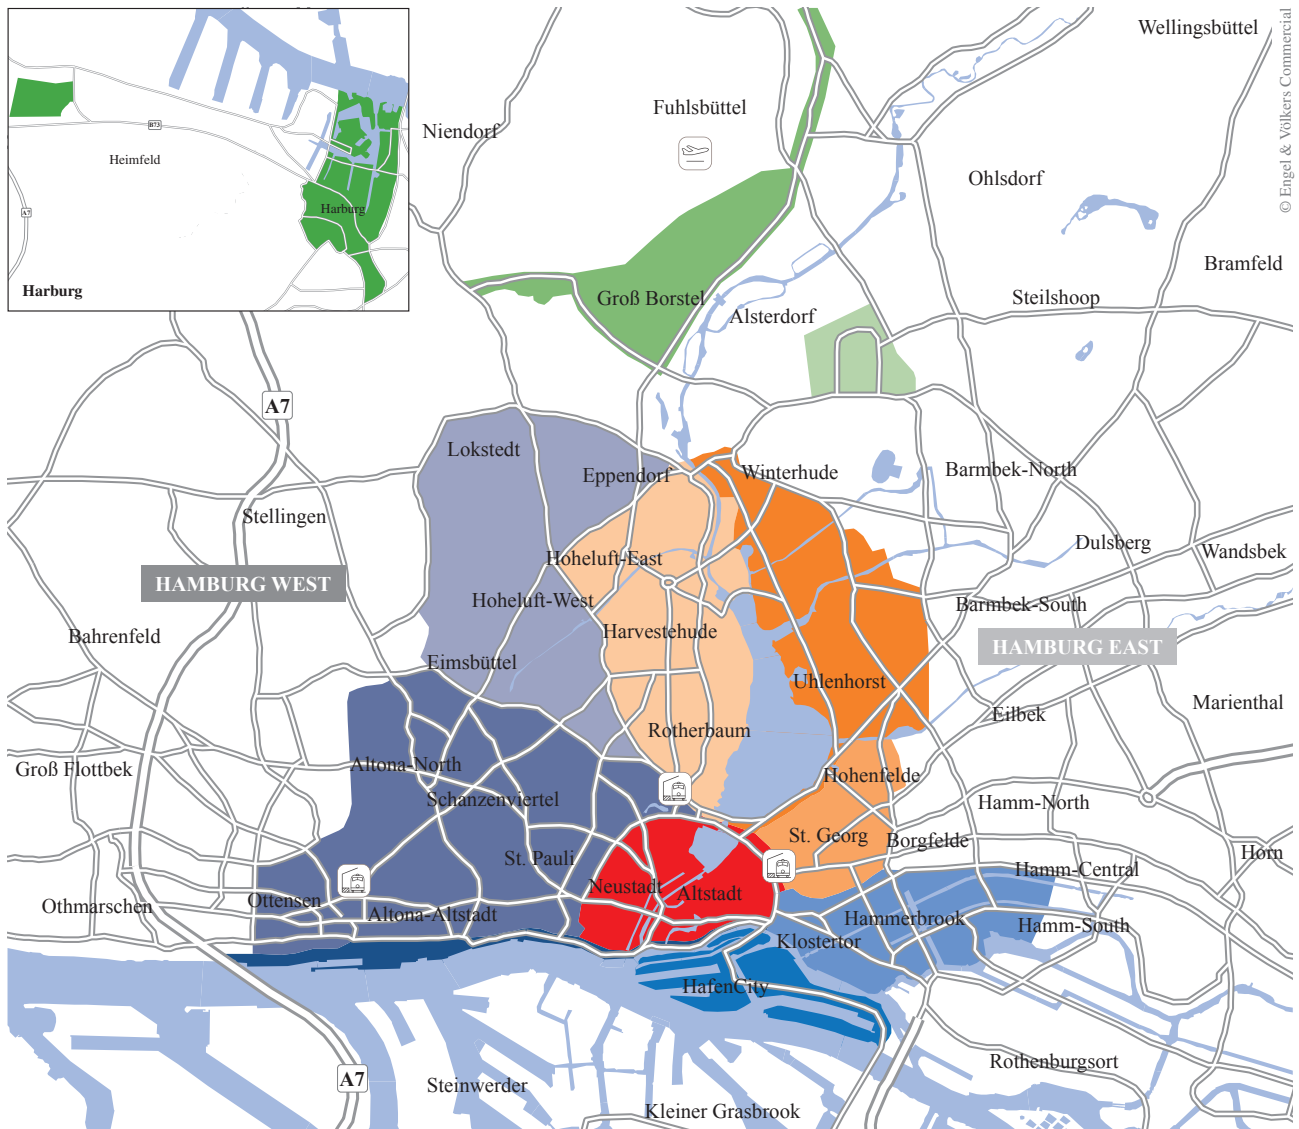 Wellingsbüttel
© Engel & Völkers Commercial
Fuhlsbüttel
Niendorf
B73
Heimfeld
Ohlsdorf
A7
Harburg
Bramfeld
Harburg
Groß Borstel
Steilshoop
Alsterdorf
A7
Lokstedt
Eppendorf
Winterhude
Barmbek-North
Stellingen
Dulsberg
Wandsbek
Hoheluft-East
HAMBURG WEST
Hoheluft-West
Barmbek-South
Bahrenfeld
Harvestehude
HAMBURG EAST
Eimsbüttel
Uhlenhorst
Marienthal
Eilbek
Rotherbaum
Groß Flottbek
Altona-North
Hohenfelde
Schanzenviertel
Hamm-North
St. Georg
Borgfelde
St. Pauli
Horn
Hamm-Central
Neustadt
Altstadt
Ottensen
Othmarschen
Altona-Altstadt
Hammerbrook
Hamm-South
Klostertor
HafenCity
Rothenburgsort
A7
Steinwerder
Kleiner Grasbrook